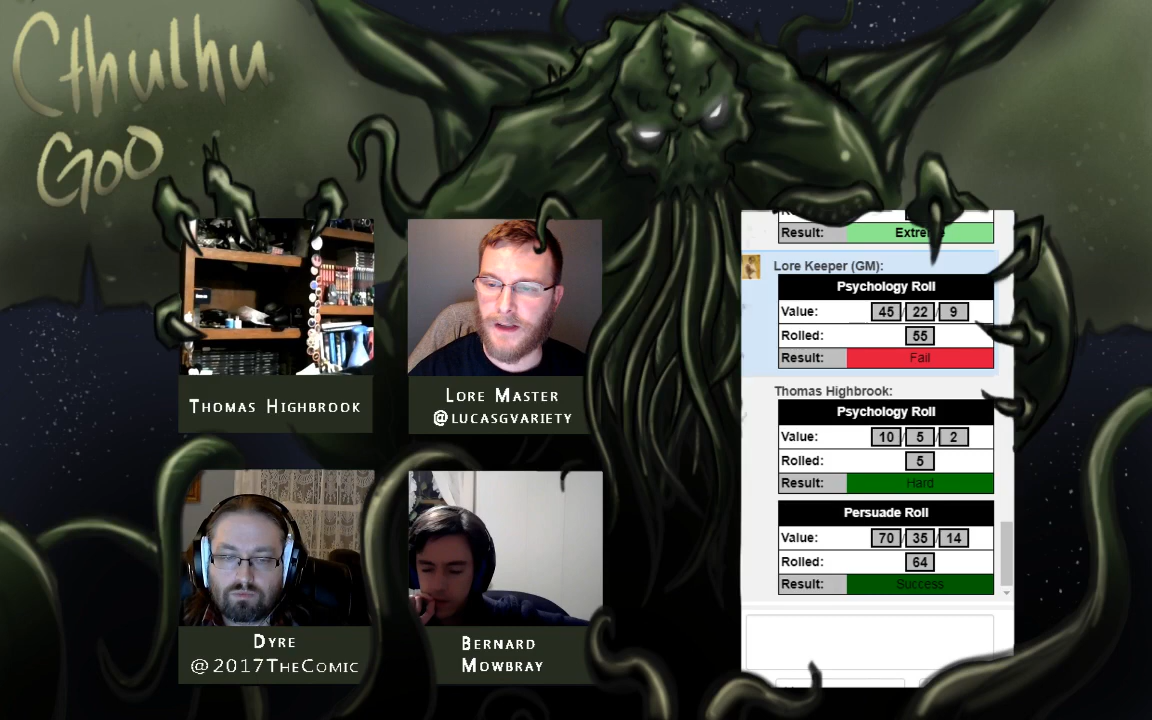 Cthulhu
Goo
Thomas Highbrook
Lore Master
@lucasgvariety
Dyre
@2017TheComic
Bernard
Mowbray
Result: Extreme
Lore Keeper (GM):
Psychology Roll
Value: 45 / 22 / 9
Rolled: 55
Result: Fail
Thomas Highbrook:
Psychology Roll
Value: 10 / 5 / 2
Rolled: 5
Result: Hard
Persuade Roll
Value: 70 / 35 / 14
Rolled: 64
Result: Success